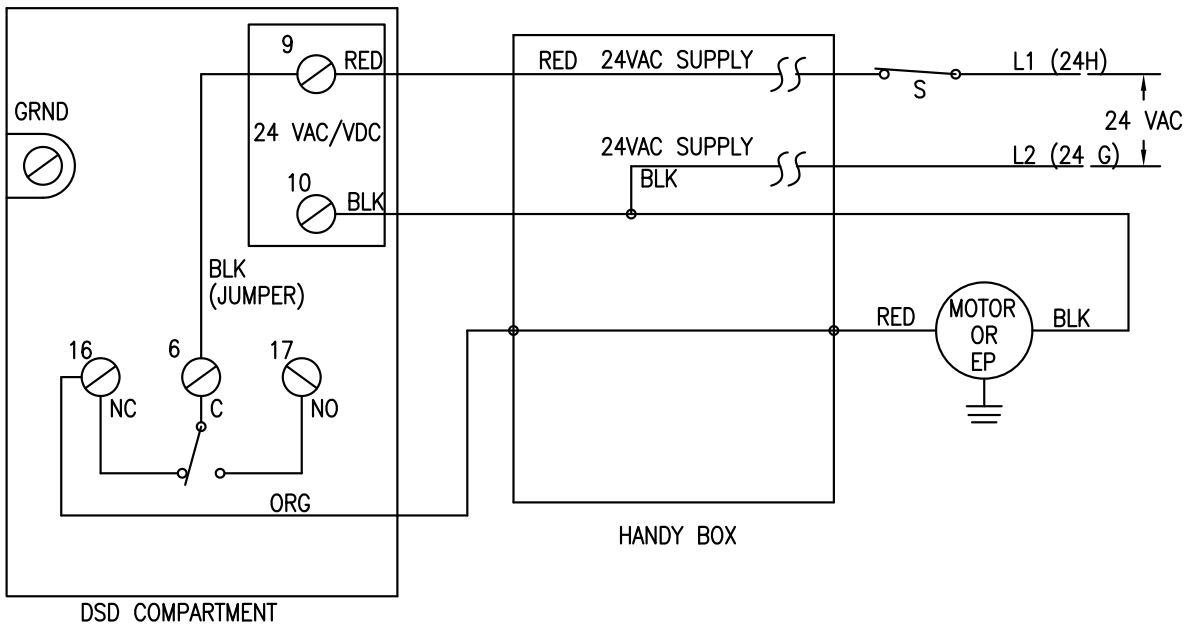 9
RED
RED 24VAC SUPPLY
L1 (24H)
S
GRND
24 VAC/VDC
24VAC SUPPLY
24 VAC
L2 (24 G)
BLK
10
BLK
BLK
(JUMPER)
RED
MOTOR
OR
EP
BLK
16
6
17
NC
C
NO
ORG
HANDY BOX
DSD COMPARTMENT